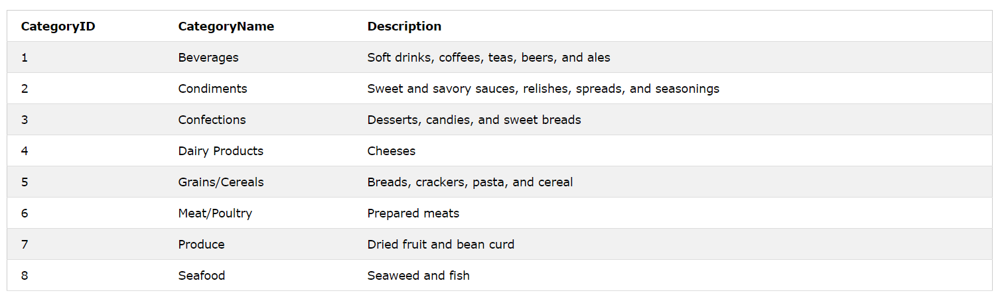 CategoryID CategoryName Description
1 Beverages Soft drinks, coffees, teas, beers, and ales
2 Condiments Sweet and savory sauces, relishes, spreads, and seasonings
3 Confections Desserts, candies, and sweet breads
4 Dairy Products Cheeses
5 Grains/Cereals Breads, crackers, pasta, and cereal
6 Meat/Poultry Prepared meats
7 Produce Dried fruit and bean curd
8 Seafood Seaweed and fish